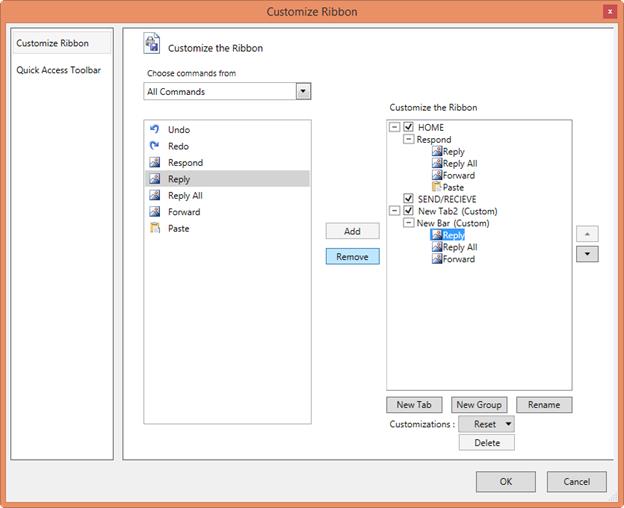 Customize Ribbon
x
Customize Ribbon
Quick Access Toolbar
Customize the Ribbon
Choose commands from
All Commands
Undo
Redo
Respond
Reply
Reply All
Forward
Paste
Add
Remove
Customize the Ribbon
HOME
Respond
Reply
Reply All
Forward
Paste
SEND/RECIEVE
New Tab2 (Custom)
New Bar (Custom)
Reply
Reply All
Forward
New Tab New Group Rename
Customizations : Reset
Delete
OK Cancel